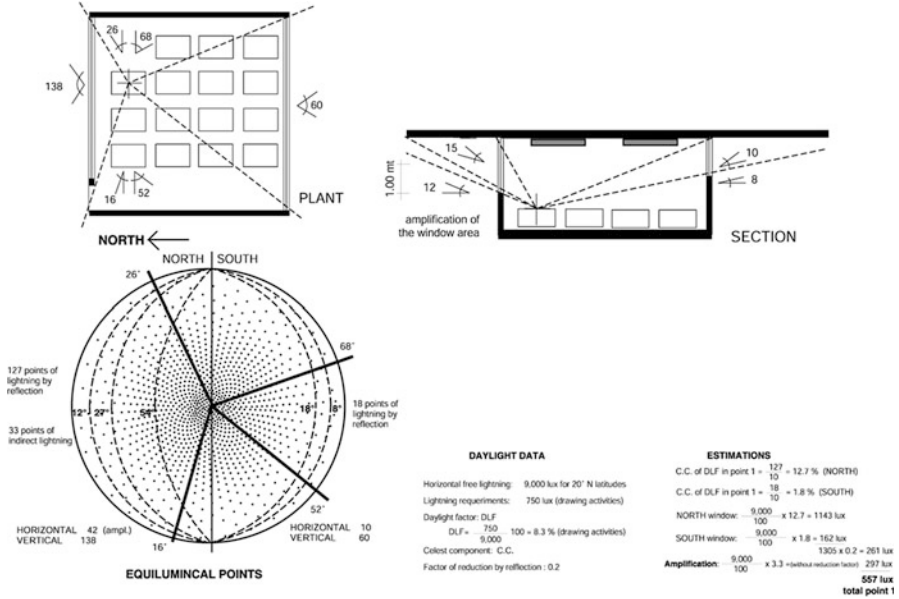 26
68
138
60
16
52
PLANT
NORTH
15
10
1.00 mt
12
8
amplification of
the window area
SECTION
NORTH
SOUTH
26°
68°
127 points of
lightning by
reflection
12°
27°
54°
18°
8°
18 points of
lightning by
reflection
33 points of
indirect lightning
52°
HORIZONTAL 42 (ampl.)
VERTICAL 138
16°
HORIZONTAL 10
VERTICAL 60
EQUILUMINCAL POINTS
DAYLIGHT DATA
Horizontal free lightning: 9,000 lux for 20° N latitudes
Lightning requeriments: 750 lux (drawing activities)
Daylight factor: DLF
DLF= 750 / 9,000 100 = 8.3 % (drawing activities)
Celest component: C.C.
Factor of reduction by reflection : 0.2
ESTIMATIONS
C.C. of DLF in point 1 = 127 / 10 = 12.7 % (NORTH)
C.C. of DLF in point 1 = 18 / 10 = 1.8 % (SOUTH)
NORTH window: 9,000 / 100 x 12.7 = 1143 lux
SOUTH window: 9,000 / 100 x 1.8 = 162 lux
1305 x 0.2 = 261 lux
Amplification: 9,000 / 100 x 3.3 =(without reduction factor) 297 lux
557 lux
total point 1